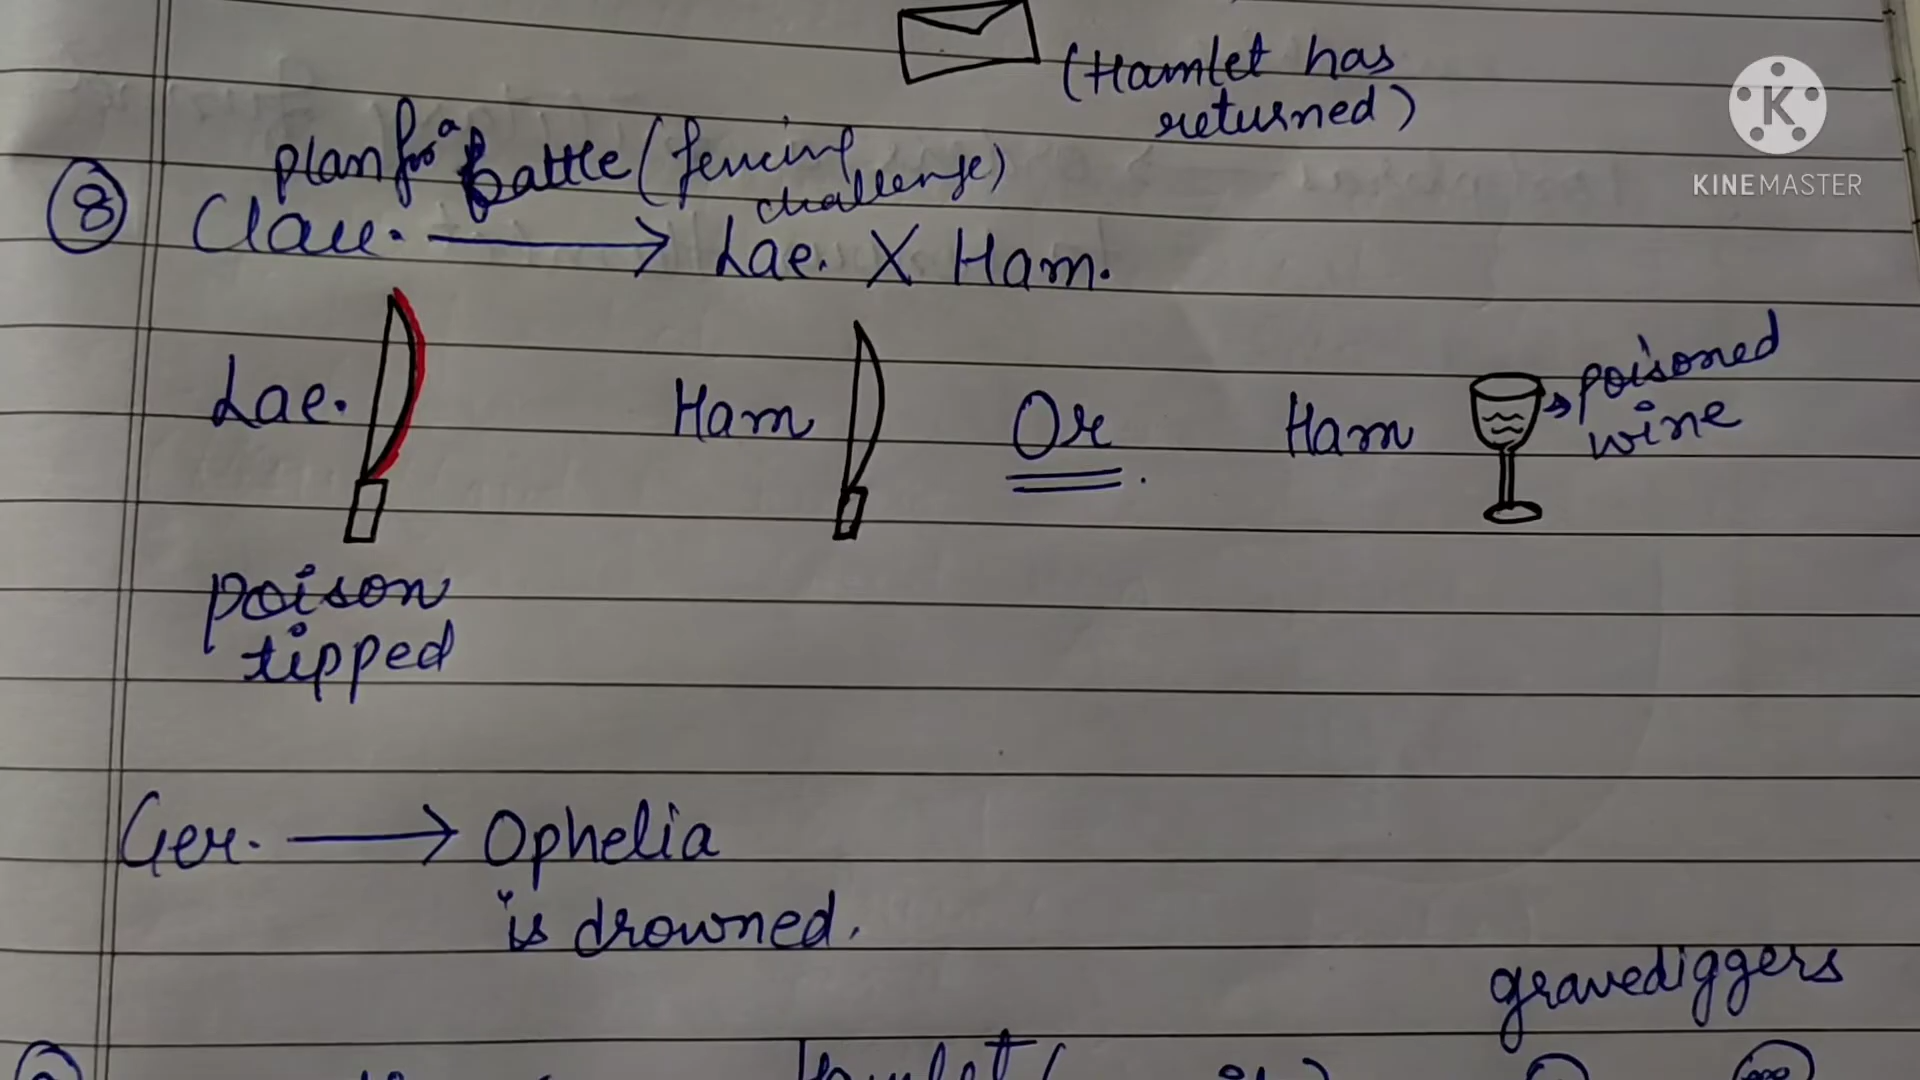 (Hamlet has
returned)
KINEMASTER
plan for a battle (fencing
challenge)
8 Clau. → Lae. X Ham.
Lae. Ham Or Ham poisoned
wine
poison
tipped
Ger. → Ophelia
is drowned.
gravediggers
Hamlet (